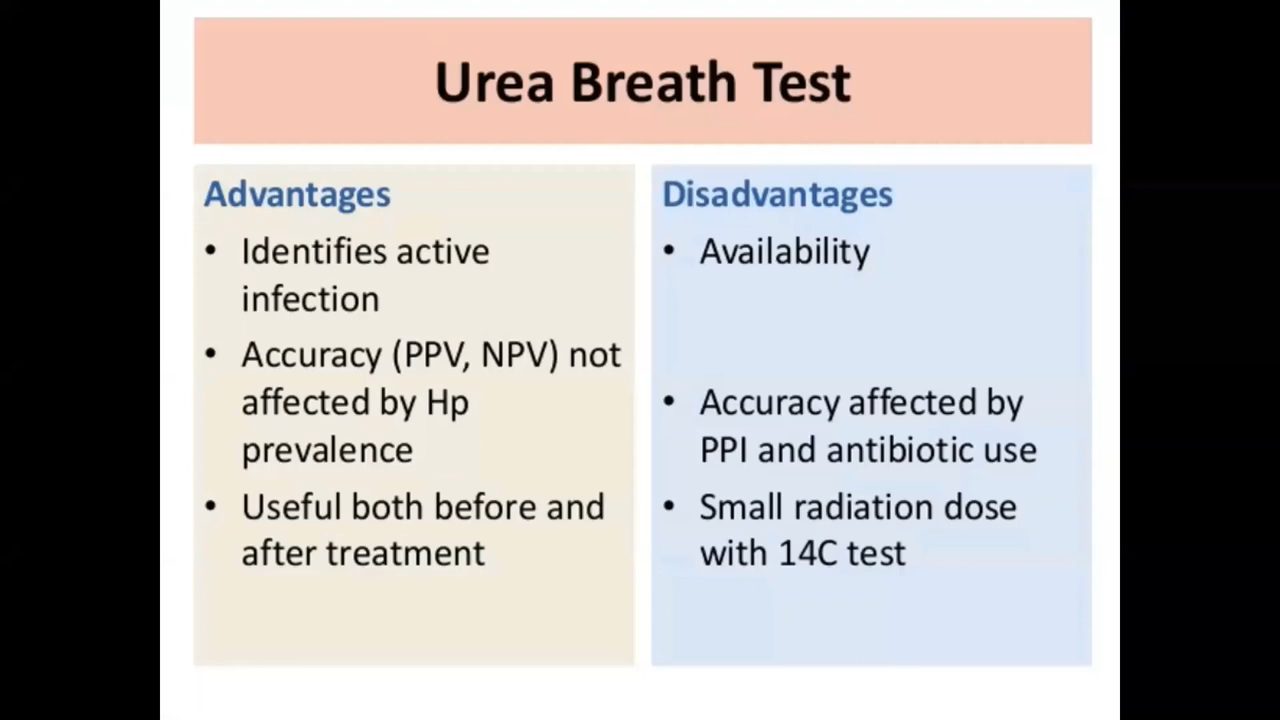 Urea Breath Test
Advantages
• Identifies active
infection
• Accuracy (PPV, NPV) not
affected by Hp
prevalence
• Useful both before and
after treatment
Disadvantages
• Availability
• Accuracy affected by
PPI and antibiotic use
• Small radiation dose
with 14C test